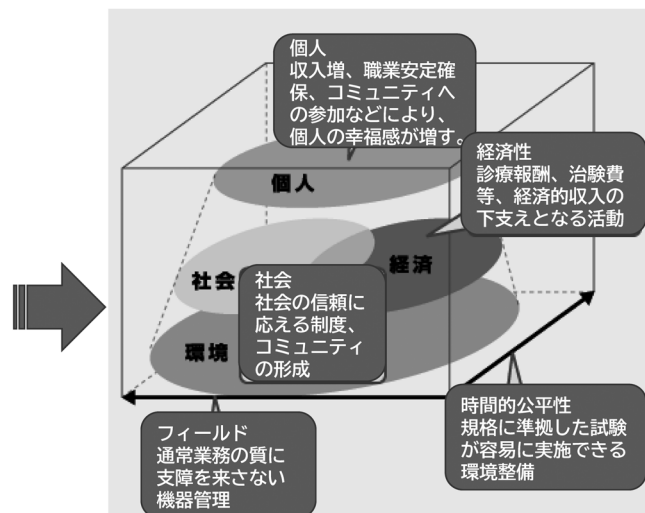 個人
収入増、職業安定確
保、コミュニティへ
の参加などにより、
個人の幸福感が増す。
経済性
診療報酬、治験費
等、経済的収入の
下支えとなる活動
個人
社会
経済
社会
社会の信頼に
応える制度、
コミュニティ
の形成
環境
フィールド
通常業務の質に
支障を来さない
機器管理
時間的公平性
規格に準拠した試験
が容易に実施できる
環境整備